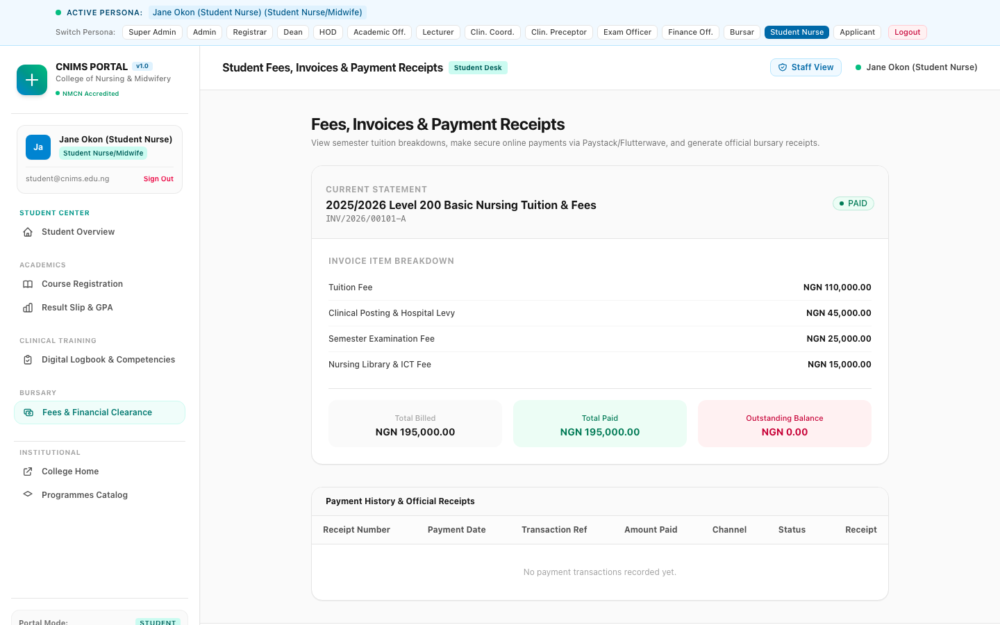 ACTIVE PERSONA: Jane Okon (Student Nurse) (Student Nurse/Midwife)
Switch Persona: Super Admin Admin Registrar Dean HOD Academic Off. Lecturer Clin. Coord. Clin. Preceptor Exam Officer Finance Off. Bursar Student Nurse Applicant Logout
CNIMS PORTAL v1.0
College of Nursing & Midwifery
NMCN Accredited
Ja
Jane Okon (Student Nurse)
Student Nurse/Midwife
student@cnims.edu.ng Sign Out
STUDENT CENTER
Student Overview
ACADEMICS
Course Registration
Result Slip & GPA
CLINICAL TRAINING
Digital Logbook & Competencies
BURSARY
Fees & Financial Clearance
INSTITUTIONAL
College Home
Programmes Catalog
Portal Mode: STUDENT
Student Fees, Invoices & Payment Receipts Student Desk
Staff View Jane Okon (Student Nurse)
Fees, Invoices & Payment Receipts
View semester tuition breakdowns, make secure online payments via Paystack/Flutterwave, and generate official bursary receipts.
CURRENT STATEMENT
2025/2026 Level 200 Basic Nursing Tuition & Fees
INV/2026/00101-A
PAID
INVOICE ITEM BREAKDOWN
Tuition Fee NGN 110,000.00
Clinical Posting & Hospital Levy NGN 45,000.00
Semester Examination Fee NGN 25,000.00
Nursing Library & ICT Fee NGN 15,000.00
Total Billed
NGN 195,000.00
Total Paid
NGN 195,000.00
Outstanding Balance
NGN 0.00
Payment History & Official Receipts
Receipt Number Payment Date Transaction Ref Amount Paid Channel Status Receipt
No payment transactions recorded yet.